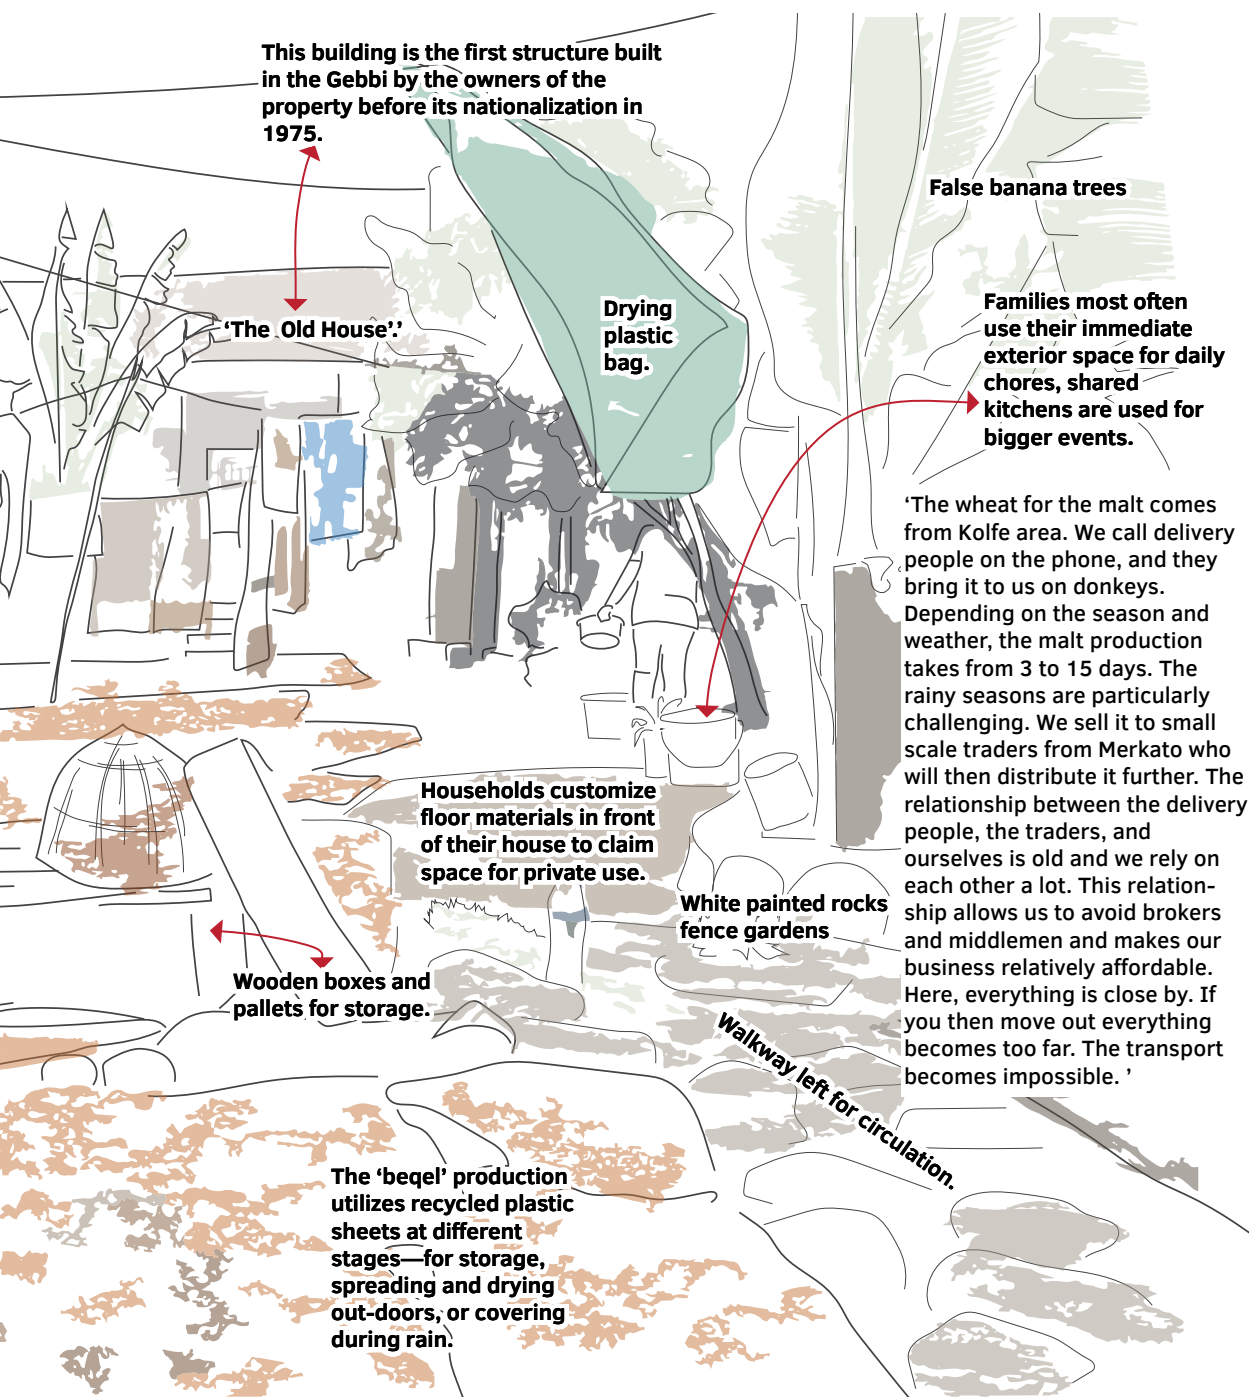 This building is the first structure built
in the Gebbi by the owners of the
property before its nationalization in
1975.
False banana trees
Families most often
use their immediate
exterior space for daily
chores, shared
kitchens are used for
bigger events.
Drying
plastic
bag.
‘The Old House’.’
‘The wheat for the malt comes
from Kolfe area. We call delivery
people on the phone, and they
bring it to us on donkeys.
Depending on the season and
weather, the malt production
takes from 3 to 15 days. The
rainy seasons are particularly
challenging. We sell it to small
scale traders from Merkato who
will then distribute it further. The
relationship between the delivery
people, the traders, and
ourselves is old and we rely on
each other a lot. This relation-
ship allows us to avoid brokers
and middlemen and makes our
business relatively affordable.
Here, everything is close by. If
you then move out everything
becomes too far. The transport
becomes impossible. ’
Households customize
floor materials in front
of their house to claim
space for private use.
White painted rocks
fence gardens
Wooden boxes and
pallets for storage.
Walkway left for circulation.
The ‘beqel’ production
utilizes recycled plastic
sheets at different
stages—for storage,
spreading and drying
out-doors, or covering
during rain.